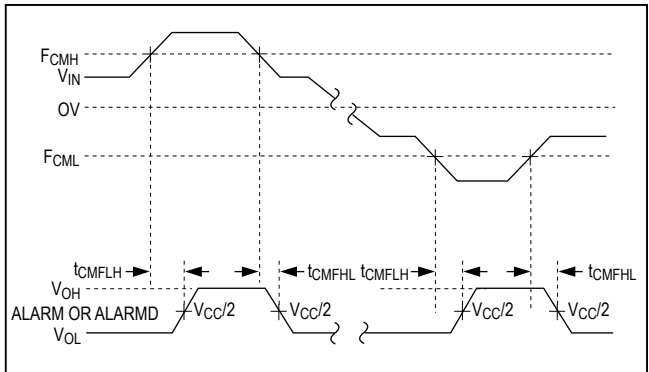 FCMH
VIN
OV
FCML
tCMFLH tCMFHL tCMFLH tCMFHL
VOH
ALARM OR ALARMD VCC/2 VCC/2 VCC/2 VCC/2
VOL